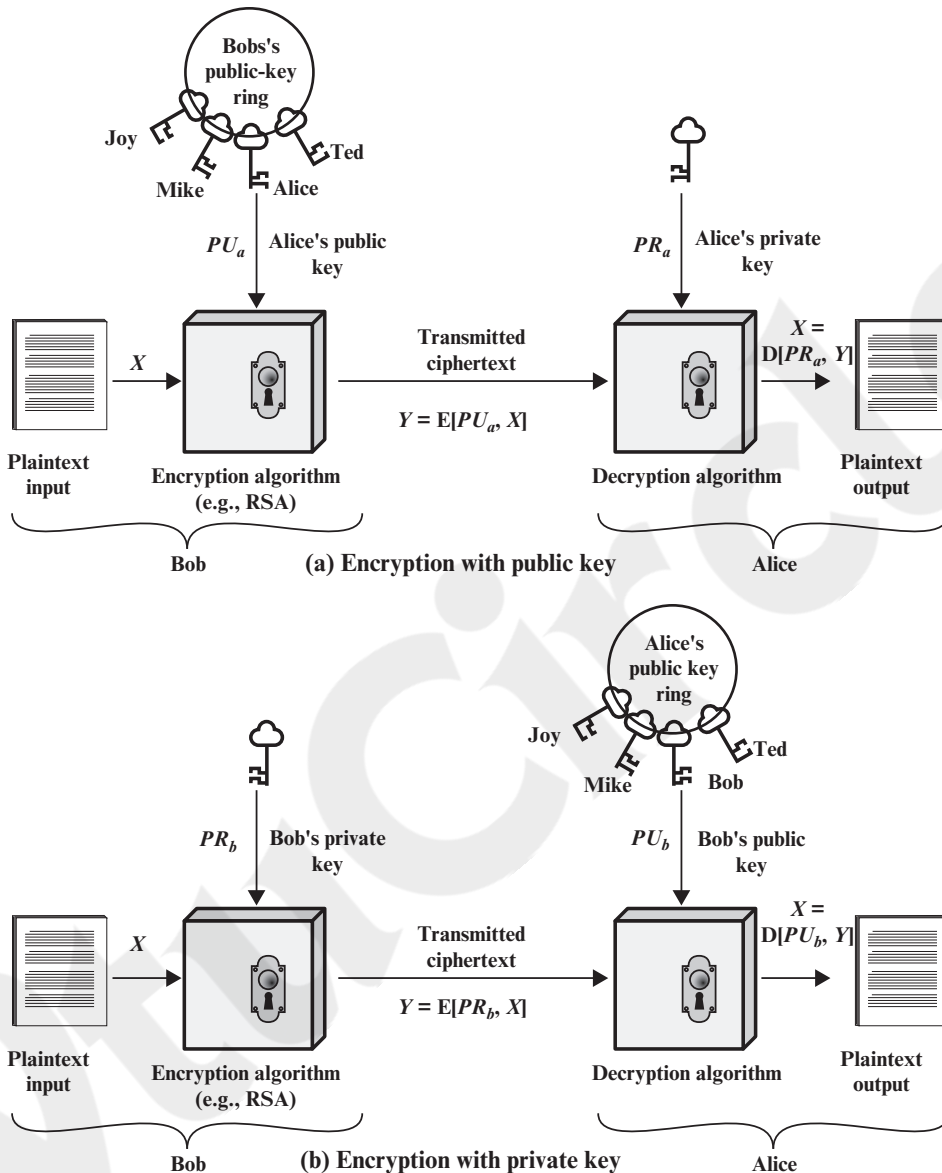 Bobs's
public-key
ring
Joy
Ted
Mike
Alice
PUa
Alice's public
key
PRa
Alice's private
key
X
Transmitted
ciphertext
X =
D[PRa, Y]
Y = E[PUa, X]
Plaintext
input
Encryption algorithm
(e.g., RSA)
Decryption algorithm
Plaintext
output
Bob
(a) Encryption with public key
Alice
Alice's
public key
ring
Joy
Ted
Mike
Bob
PRb
Bob's private
key
PUb
Bob's public
key
X
Transmitted
ciphertext
X =
D[PUb, Y]
Y = E[PRb, X]
Plaintext
input
Encryption algorithm
(e.g., RSA)
Decryption algorithm
Plaintext
output
Bob
(b) Encryption with private key
Alice